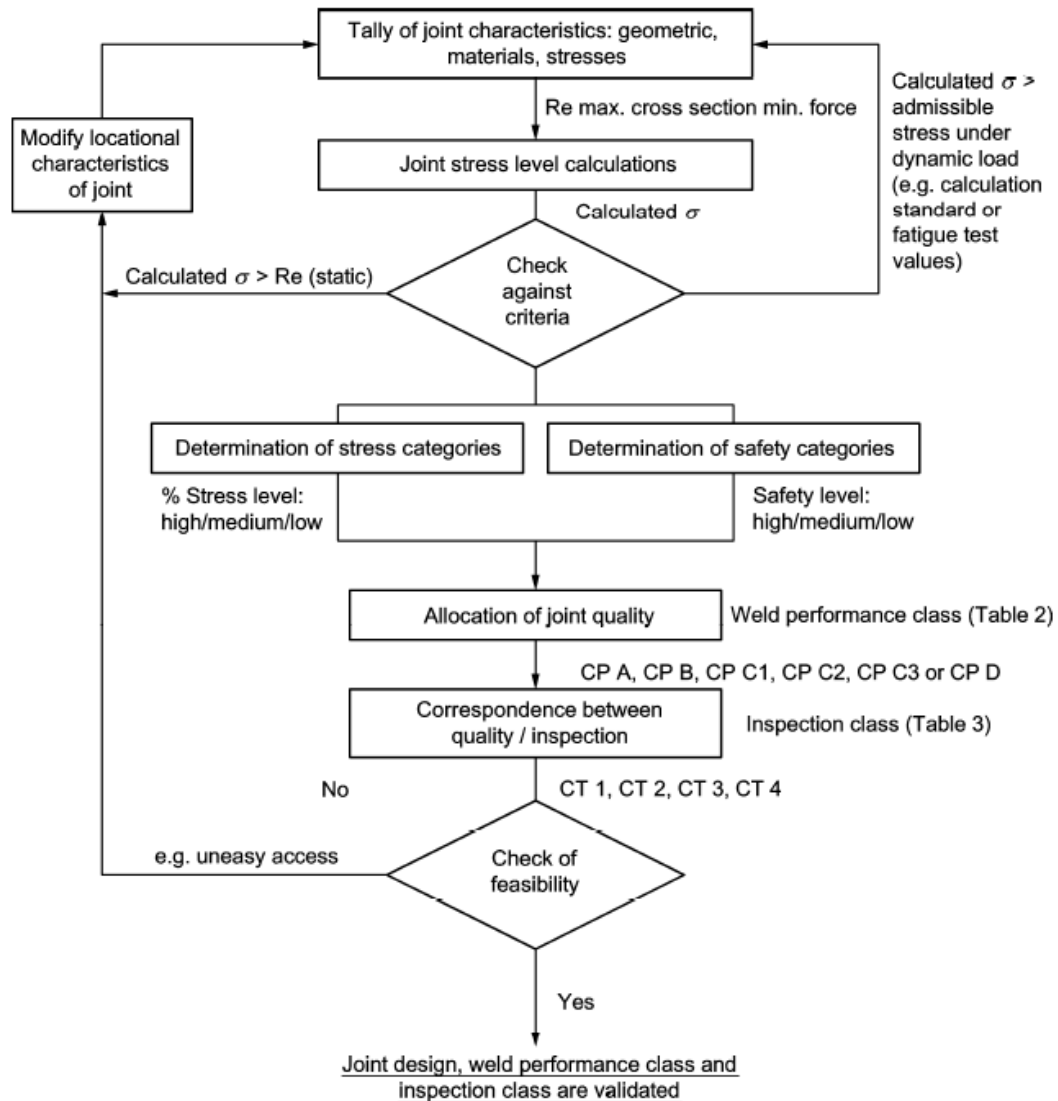 Tally of joint characteristics: geometric,
materials, stresses
Re max. cross section min. force
Calculated σ >
admissible
stress under
dynamic load
(e.g. calculation
standard or
fatigue test
values)
Modify locational
characteristics
of joint
Joint stress level calculations
Calculated σ
Calculated σ > Re (static)
Check
against
criteria
Determination of stress categories
Determination of safety categories
% Stress level:
high/medium/low
Safety level:
high/medium/low
Allocation of joint quality
Weld performance class (Table 2)
CP A, CP B, CP C1, CP C2, CP C3 or CP D
Correspondence between
quality / inspection
Inspection class (Table 3)
No
CT 1, CT 2, CT 3, CT 4
e.g. uneasy access
Check of
feasibility
Yes
Joint design, weld performance class and
inspection class are validated